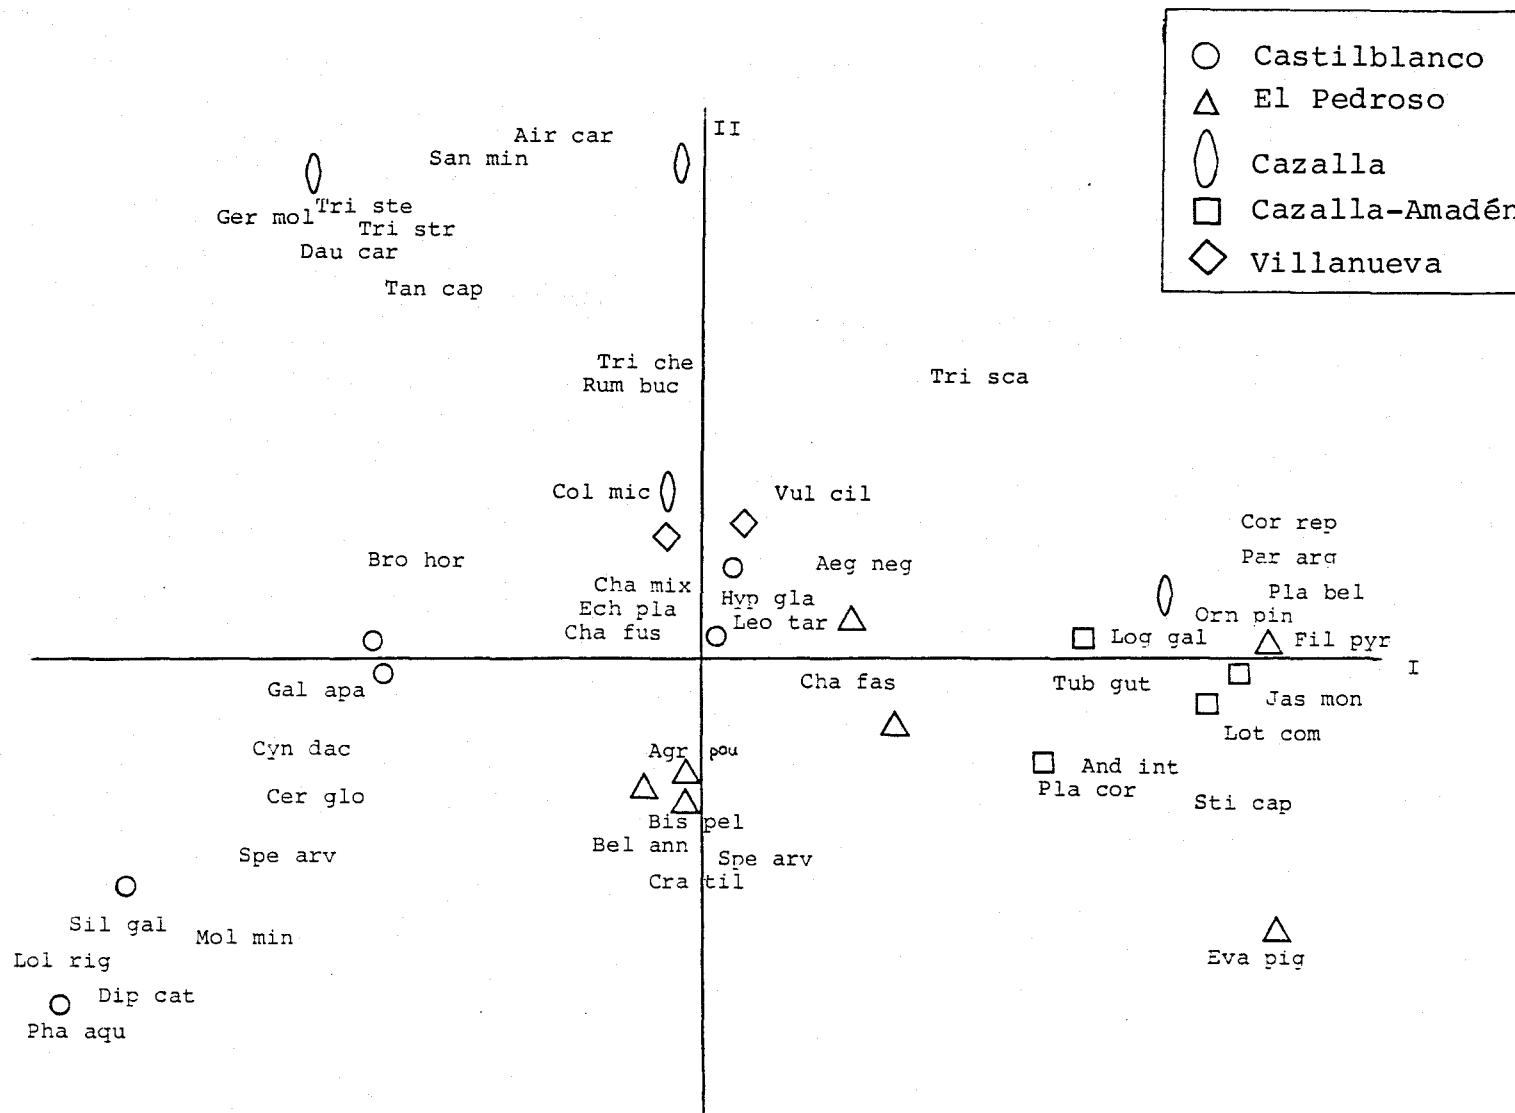 Castilblanco
El Pedroso
Cazalla
Cazalla-Amadén
Villanueva
II
Air car
San min
Tri ste
Ger mol
Tri str
Dau car
Tan cap
Tri che
Rum buc
Tri sca
Col mic
Vul cil
Cor rep
Bro hor
Aeg neg
Par arg
Cha mix
Hyp gla
Pla bel
Ech pla
Orn pin
Cha fus
Leo tar
Log gal
Fil pyr
I
Gal apa
Cha fas
Tub gut
Jas mon
Lot com
Cyn dac
Agr pou
And int
Cer glo
Pla cor
Sti cap
Bis pel
Bel ann
Spe arv
Spe arv
Cra til
Sil gal
Mol min
Lol rig
Eva pig
Dip cat
Pha aqu